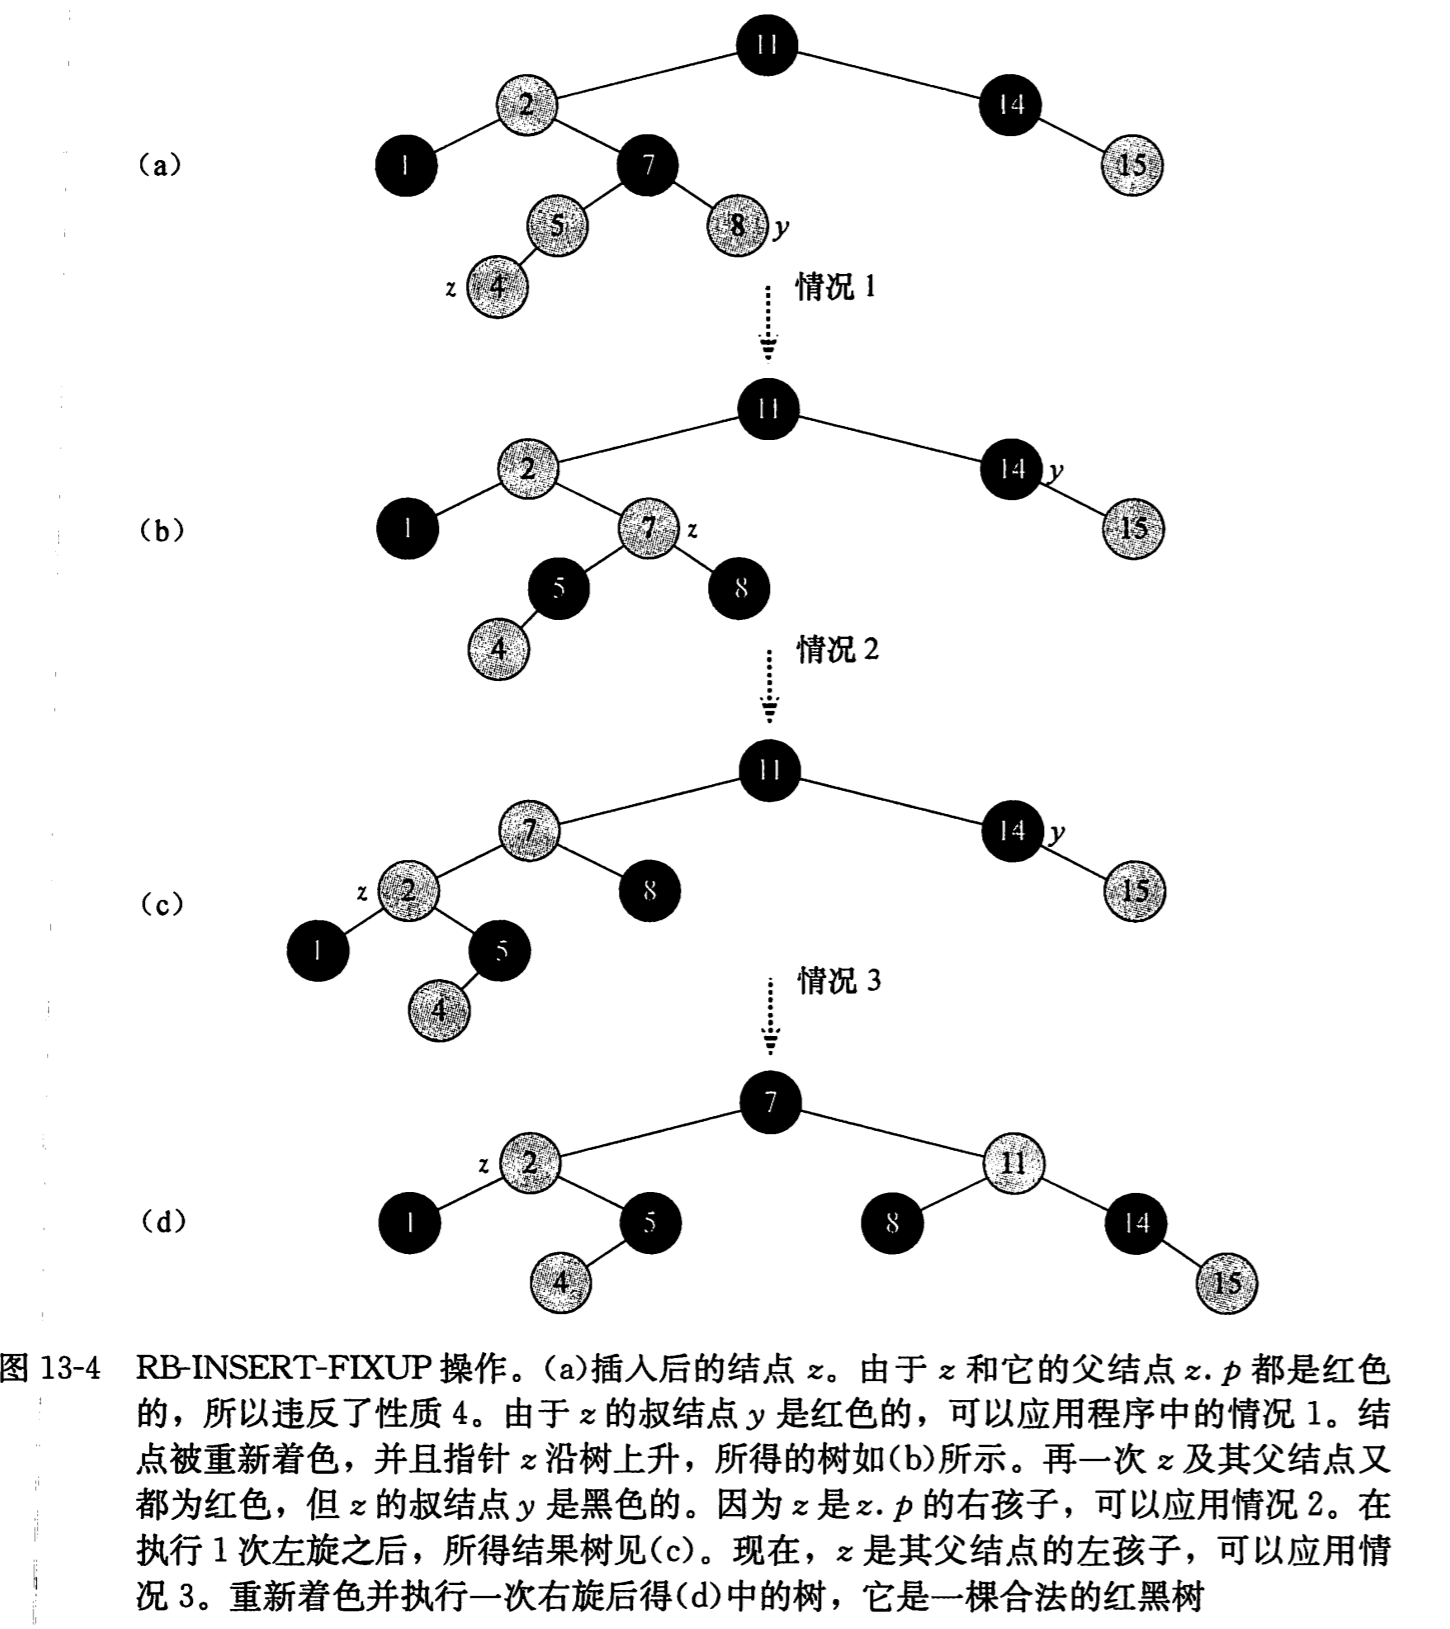 11
2
14
(a)
1
7
15
5
8 y
z 4
情况 1
11
2
14 y
(b)
1
7 z
15
5
8
4
情况 2
11
7
14 y
(c)
z 2
8
15
1
5
4
情况 3
7
z 2
11
(d)
1
5
8
14
4
15
图 13-4 RB-INSERT-FIXUP 操作。(a)插入后的结点 z。由于 z 和它的父结点 z. p 都是红色
的，所以违反了性质 4。由于 z 的叔结点 y 是红色的，可以应用程序中的情况 1。结
点被重新着色，并且指针 z 沿树上升，所得的树如(b)所示。再一次 z 及其父结点又
都为红色，但 z 的叔结点 y 是黑色的。因为 z 是 z. p 的右孩子，可以应用情况 2。在
执行 1 次左旋之后，所得结果树见(c)。现在，z 是其父结点的左孩子，可以应用情
况 3。重新着色并执行一次右旋后得(d)中的树，它是一棵合法的红黑树